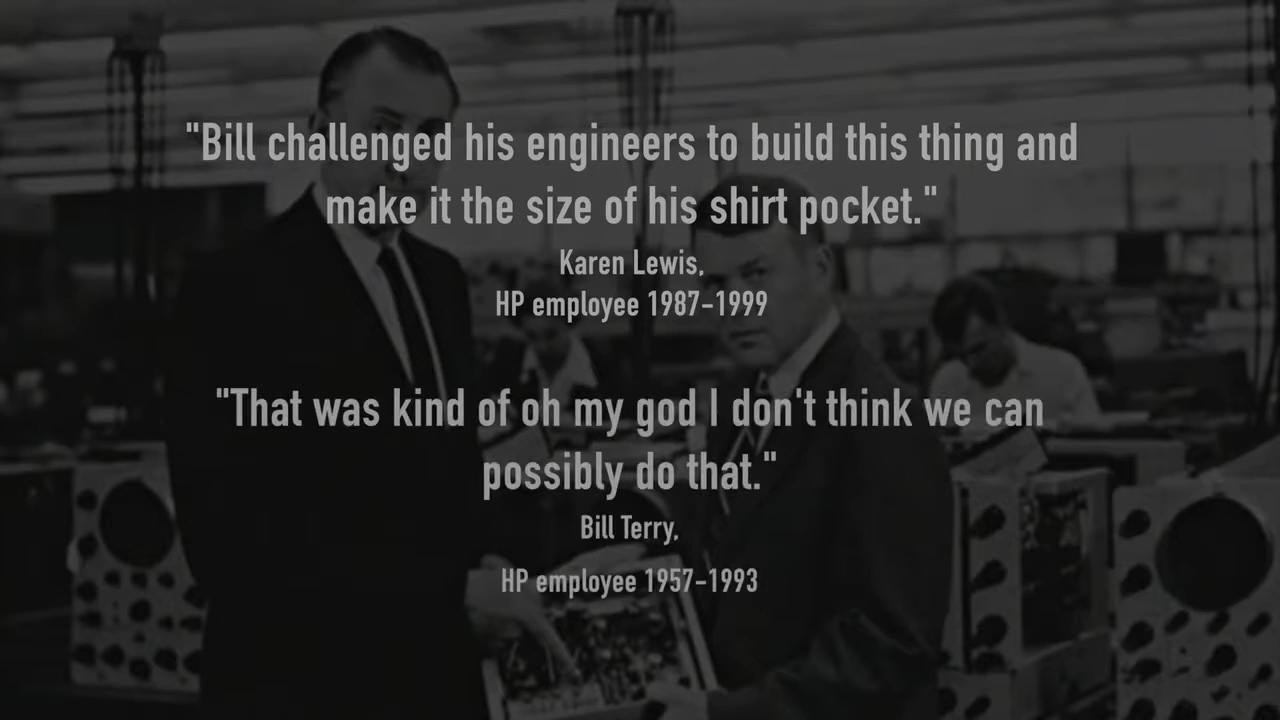 "Bill challenged his engineers to build this thing and
make it the size of his shirt pocket."
Karen Lewis,
HP employee 1987-1999
"That was kind of oh my god I don't think we can
possibly do that."
Bill Terry,
HP employee 1957-1993